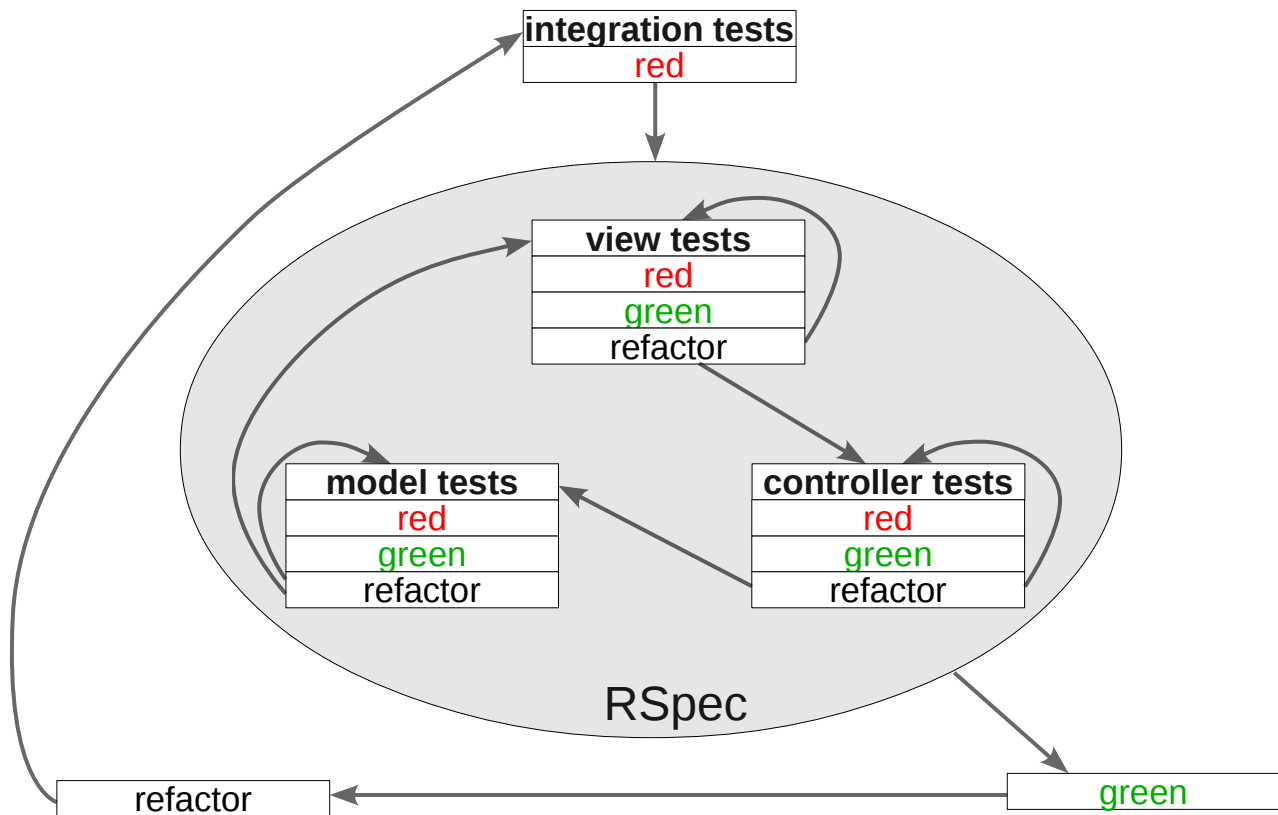 integration tests
red
view tests
red
green
refactor
model tests
red
green
refactor
controller tests
red
green
refactor
RSpec
refactor
green